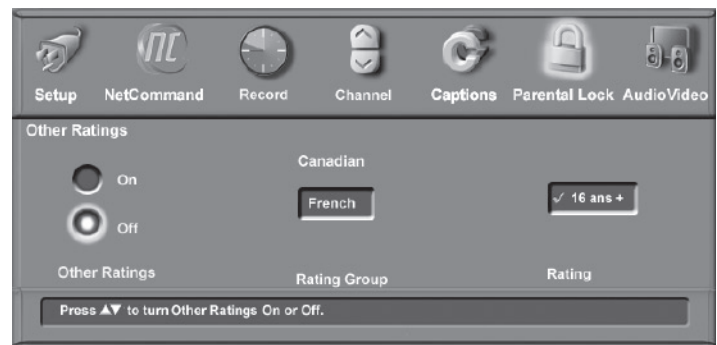 NC
Setup NetCommand Record Channel Captions Parental Lock AudioVideo
Other Ratings
On
Off
Other Ratings
Canadian
French
Rating Group
✓ 16 ans +
Rating
Press ▲▼ to turn Other Ratings On or Off.